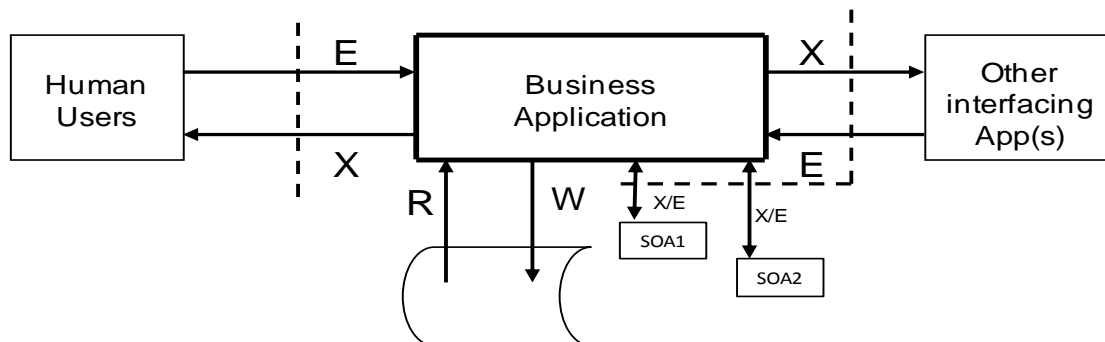 E
X
Human
Users
Business
Application
Other
interfacing
App(s)
X
E
R
W
X/E
X/E
SOA1
SOA2